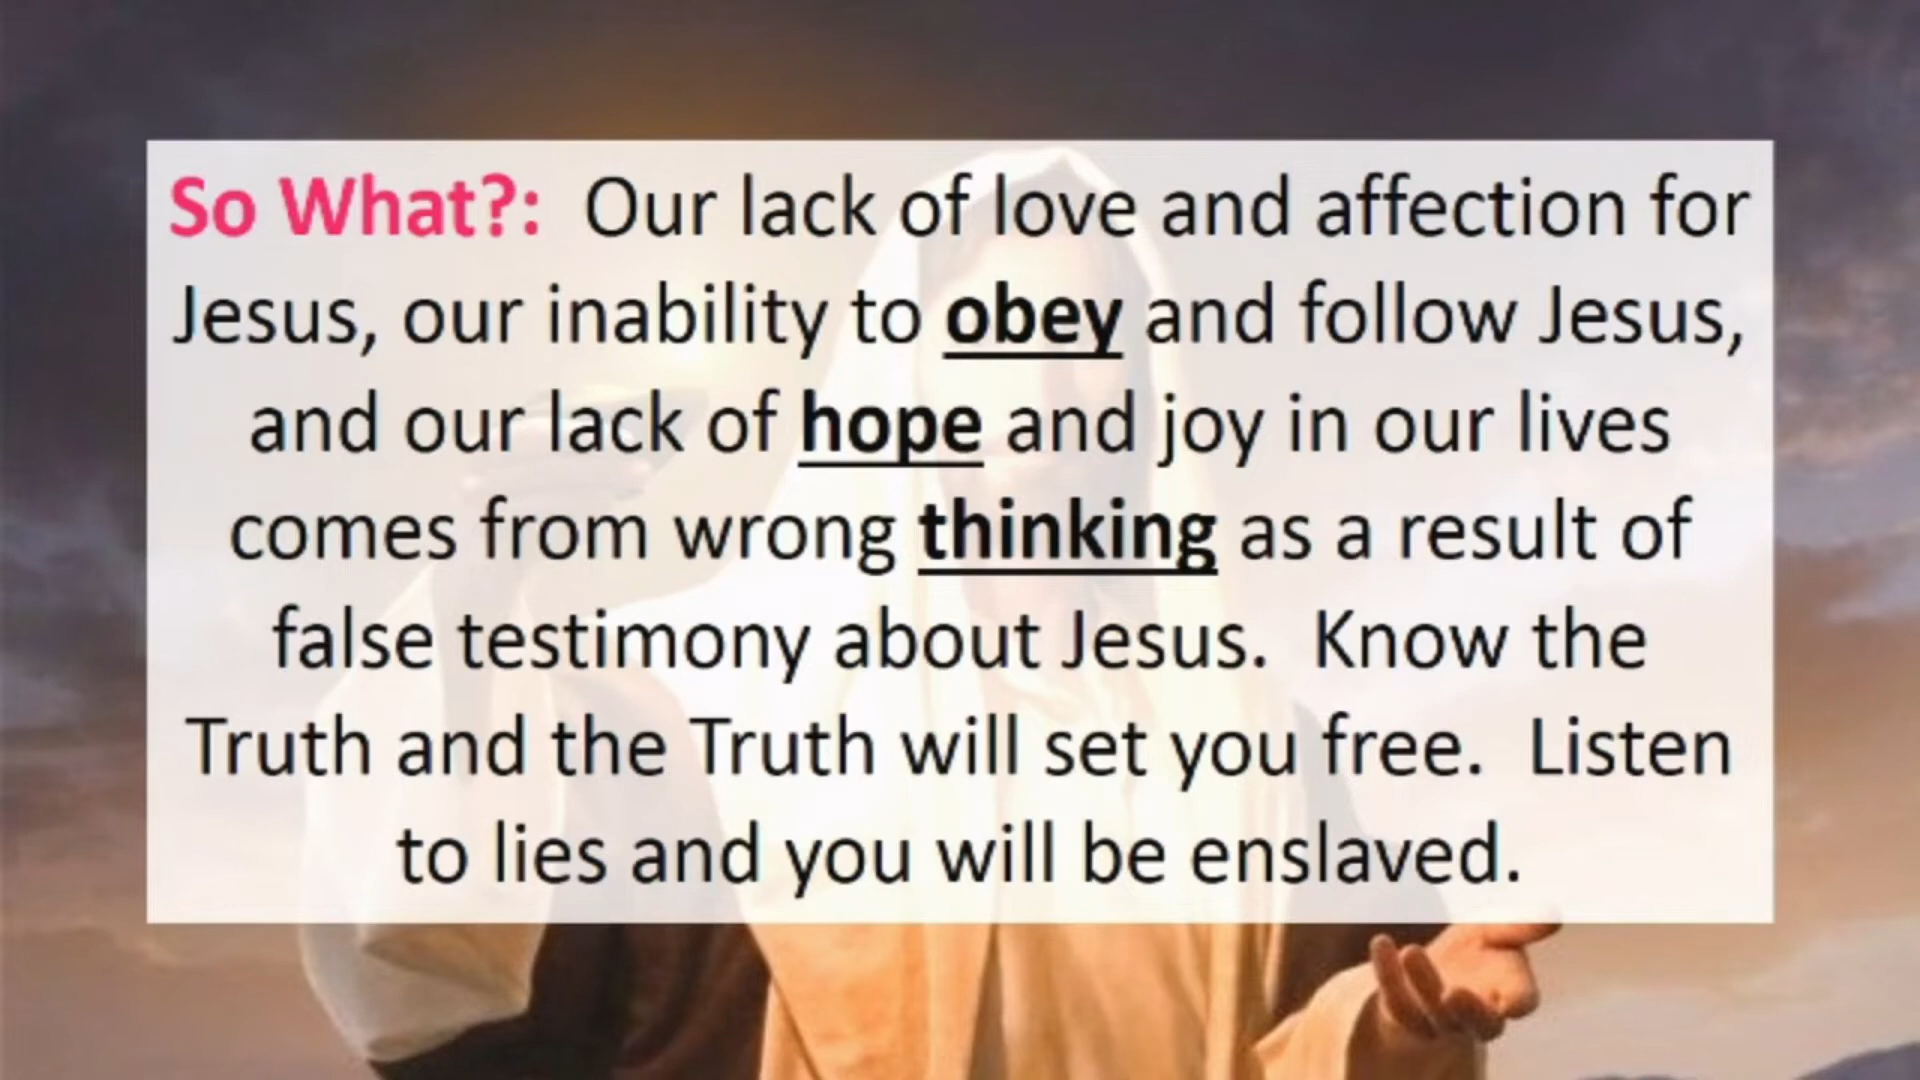 So What?: Our lack of love and affection for
Jesus, our inability to obey and follow Jesus,
and our lack of hope and joy in our lives
comes from wrong thinking as a result of
false testimony about Jesus. Know the
Truth and the Truth will set you free. Listen
to lies and you will be enslaved.